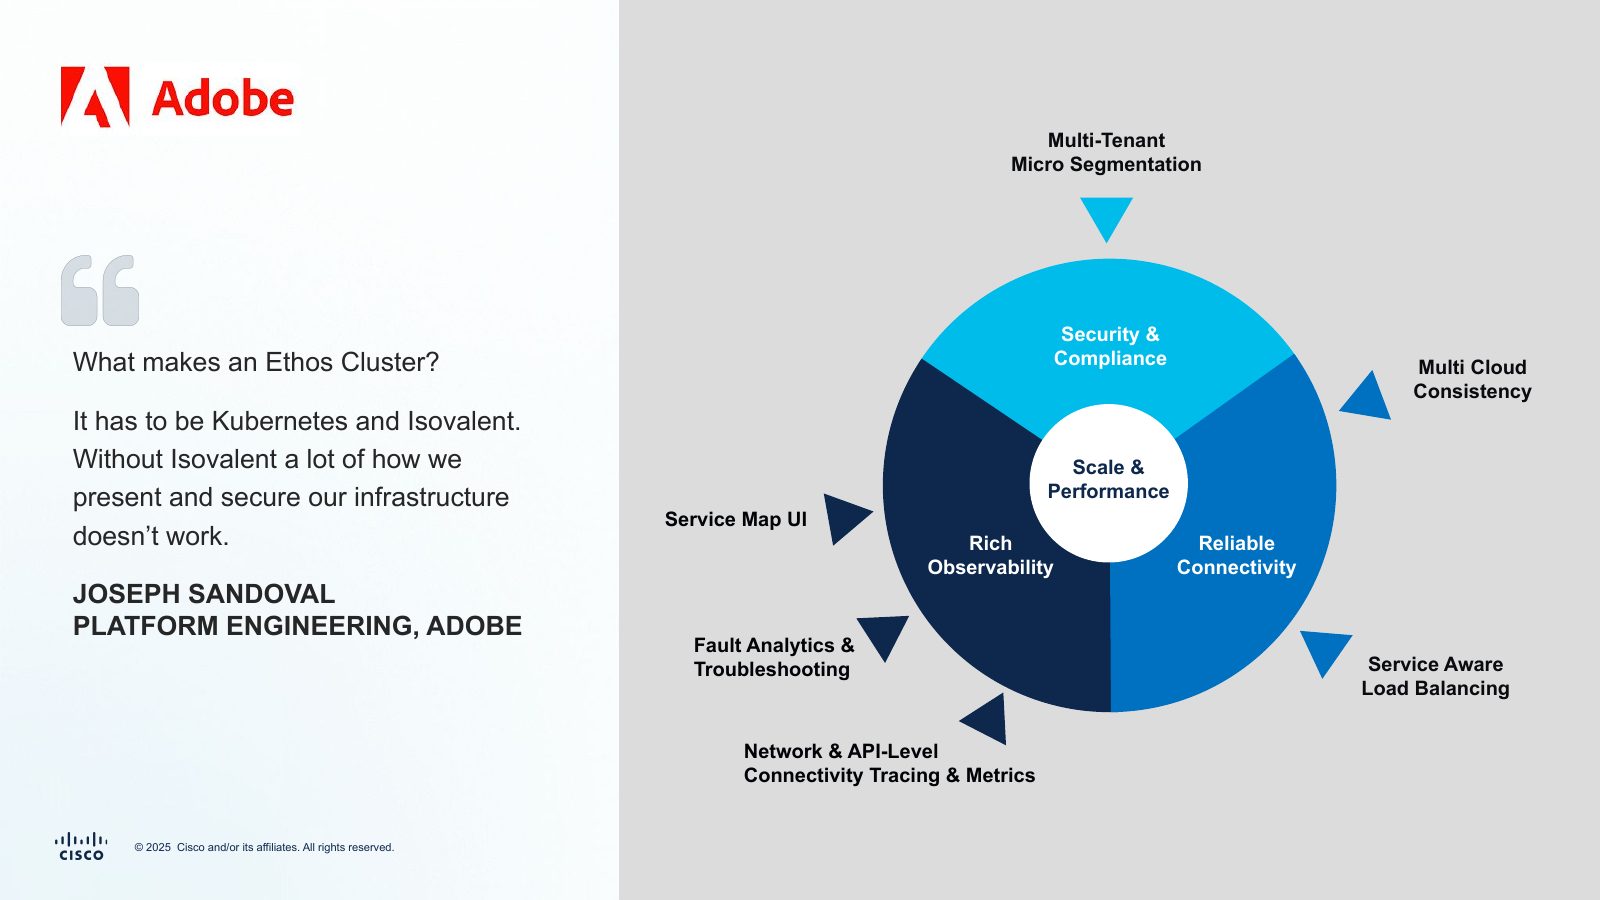 Adobe
What makes an Ethos Cluster?
It has to be Kubernetes and Isovalent.
Without Isovalent a lot of how we
present and secure our infrastructure
doesn’t work.
JOSEPH SANDOVAL
PLATFORM ENGINEERING, ADOBE
CISCO
© 2025 Cisco and/or its affiliates. All rights reserved.
Multi-Tenant
Micro Segmentation
Security &
Compliance
Multi Cloud
Consistency
Scale &
Performance
Service Map UI
Rich
Observability
Reliable
Connectivity
Fault Analytics &
Troubleshooting
Service Aware
Load Balancing
Network & API-Level
Connectivity Tracing & Metrics